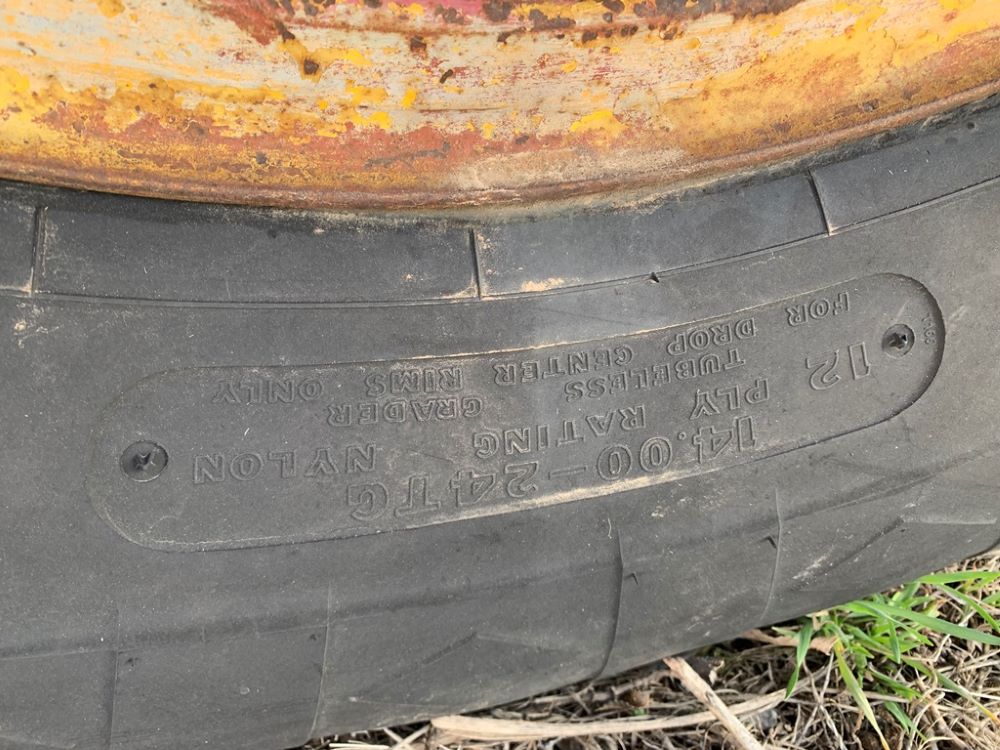 14.00-24TG
12 PLY RATING NYLON
TUBELESS GRADER
FOR DROP CENTER RIMS ONLY